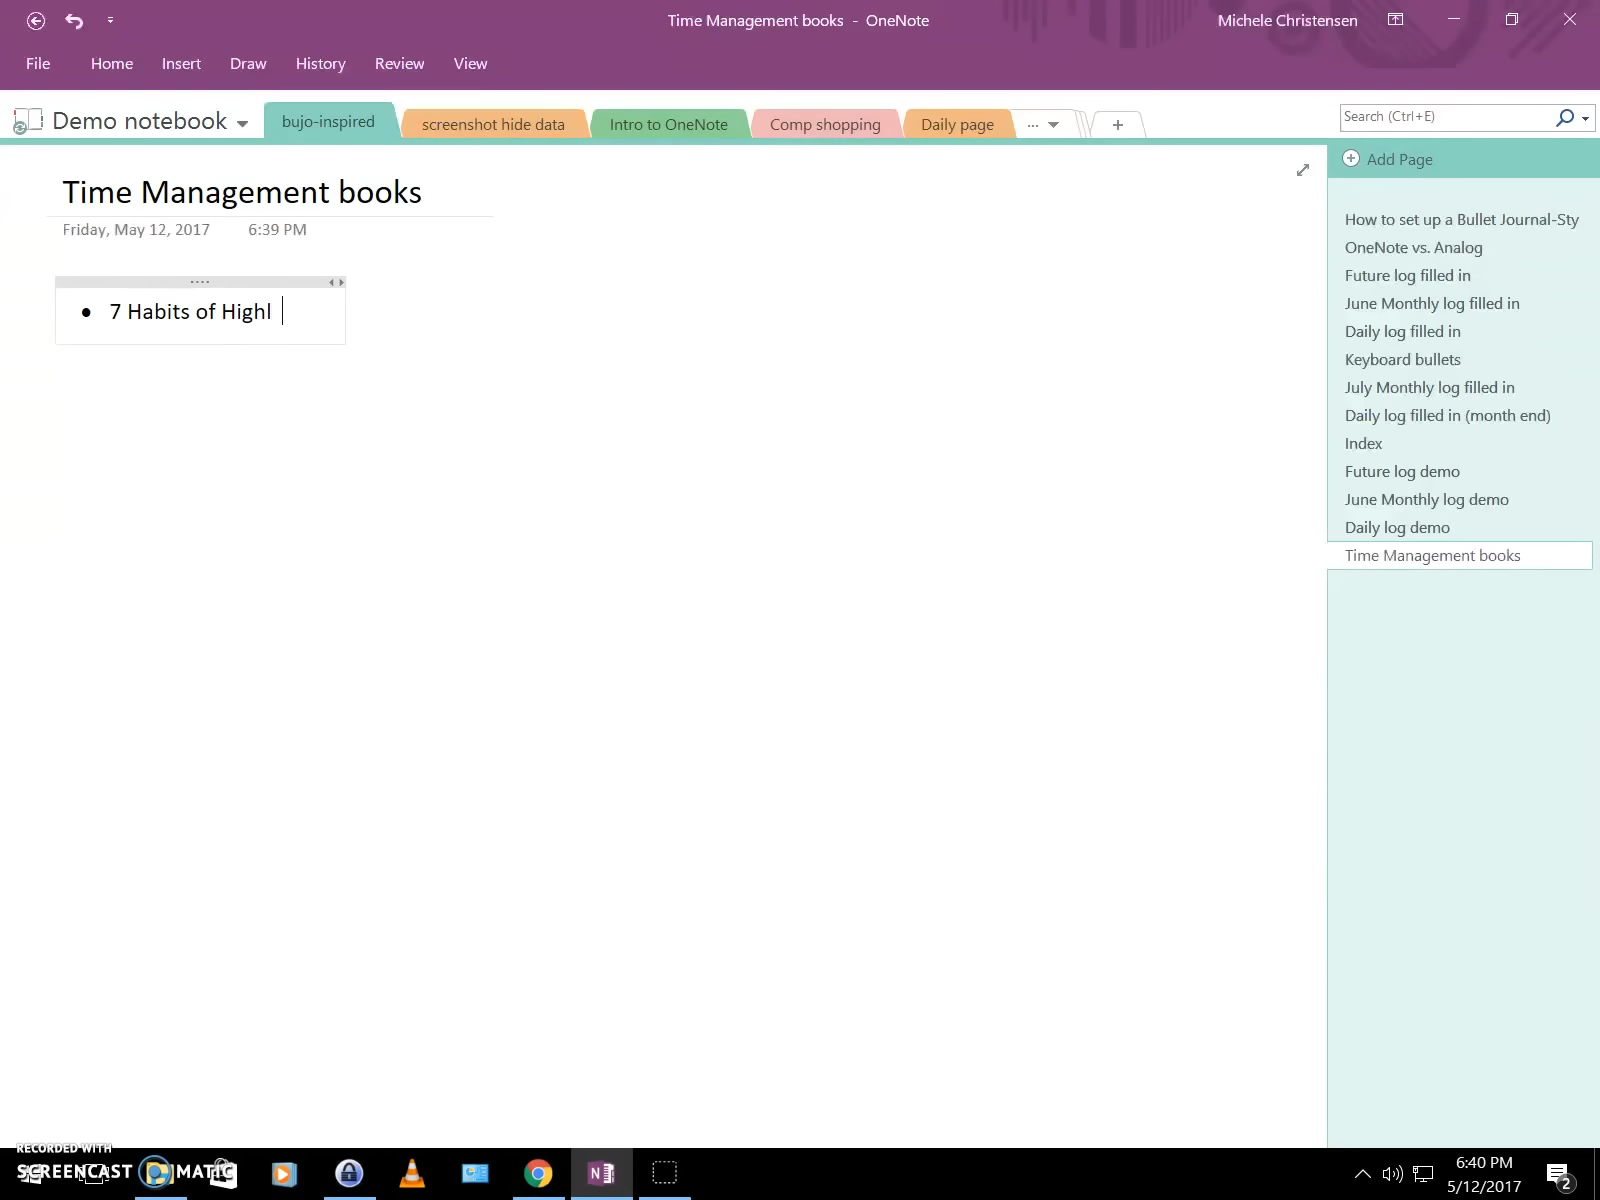 Time Management books - OneNote
Michele Christensen
File Home Insert Draw History Review View
Demo notebook
bujo-inspired
screenshot hide data
Intro to OneNote
Comp shopping
Daily page
...
+
Search (Ctrl+E)
Time Management books
Friday, May 12, 2017 6:39 PM
• 7 Habits of Highl
Add Page
How to set up a Bullet Journal-Sty
OneNote vs. Analog
Future log filled in
June Monthly log filled in
Daily log filled in
Keyboard bullets
July Monthly log filled in
Daily log filled in (month end)
Index
Future log demo
June Monthly log demo
Daily log demo
Time Management books
RECORDED WITH
SCREENCAST MATIC
N
6:40 PM
5/12/2017
2